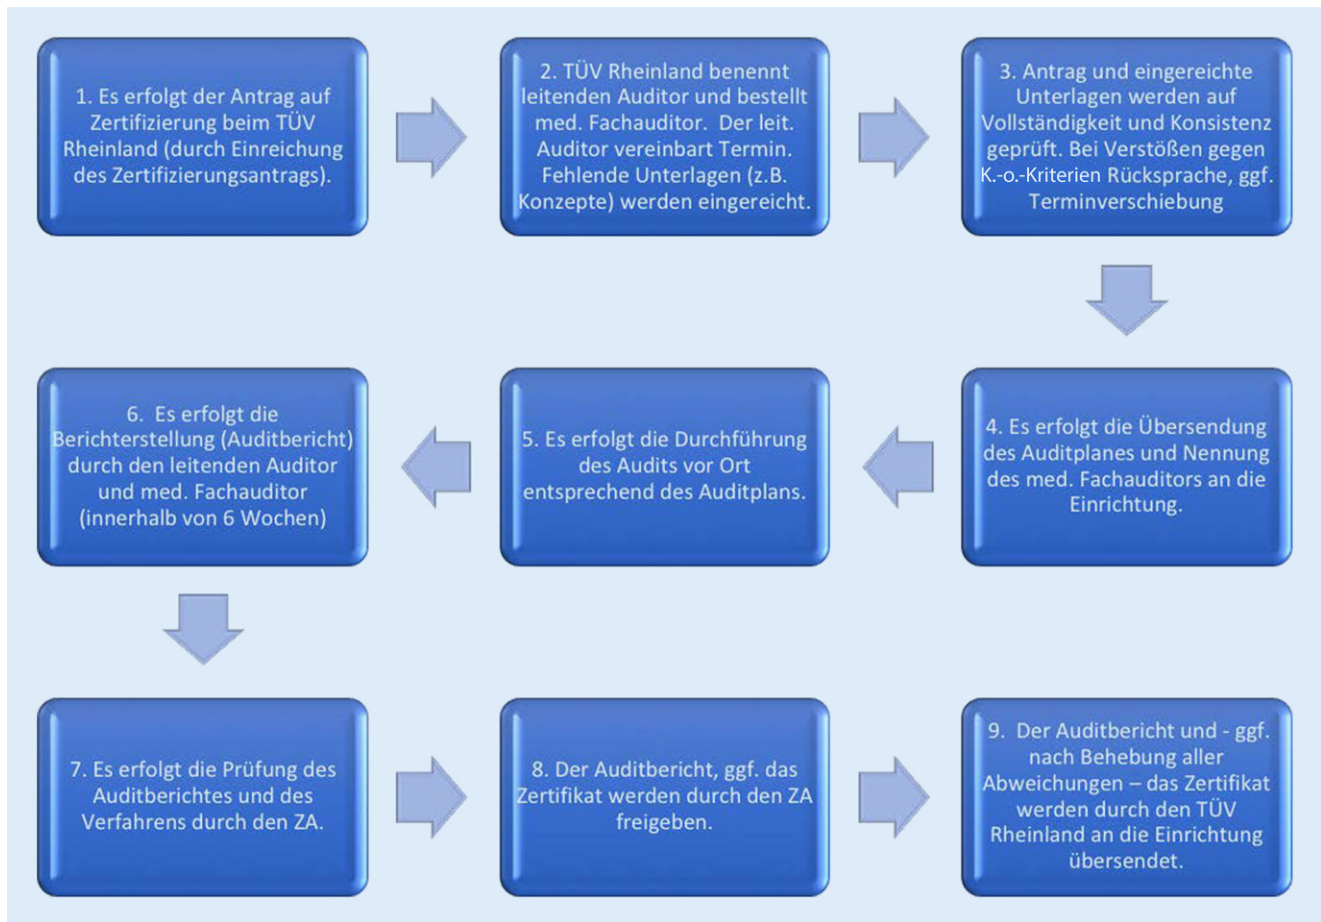 1. Es erfolgt der Antrag auf
Zertifizierung beim TÜV
Rheinland (durch Einreichung
des Zertifizierungsantrags).
2. TÜV Rheinland benennt
leitenden Auditor und bestellt
med. Fachauditor. Der leit.
Auditor vereinbart Termin.
Fehlende Unterlagen (z.B.
Konzepte) werden eingereicht.
3. Antrag und eingereichte
Unterlagen werden auf
Vollständigkeit und Konsistenz
geprüft. Bei Verstößen gegen
K.-o.-Kriterien Rücksprache, ggf.
Terminverschiebung
4. Es erfolgt die Übersendung
des Auditplanes und Nennung
des med. Fachauditors an die
Einrichtung.
5. Es erfolgt die Durchführung
des Audits vor Ort
entsprechend des Auditplans.
6. Es erfolgt die
Berichterstellung (Auditbericht)
durch den leitenden Auditor
und med. Fachauditor
(innerhalb von 6 Wochen)
7. Es erfolgt die Prüfung des
Auditberichtes und des
Verfahrens durch den ZA.
8. Der Auditbericht, ggf. das
Zertifikat werden durch den ZA
freigeben.
9. Der Auditbericht und - ggf.
nach Behebung aller
Abweichungen – das Zertifikat
werden durch den TÜV
Rheinland an die Einrichtung
übersendet.